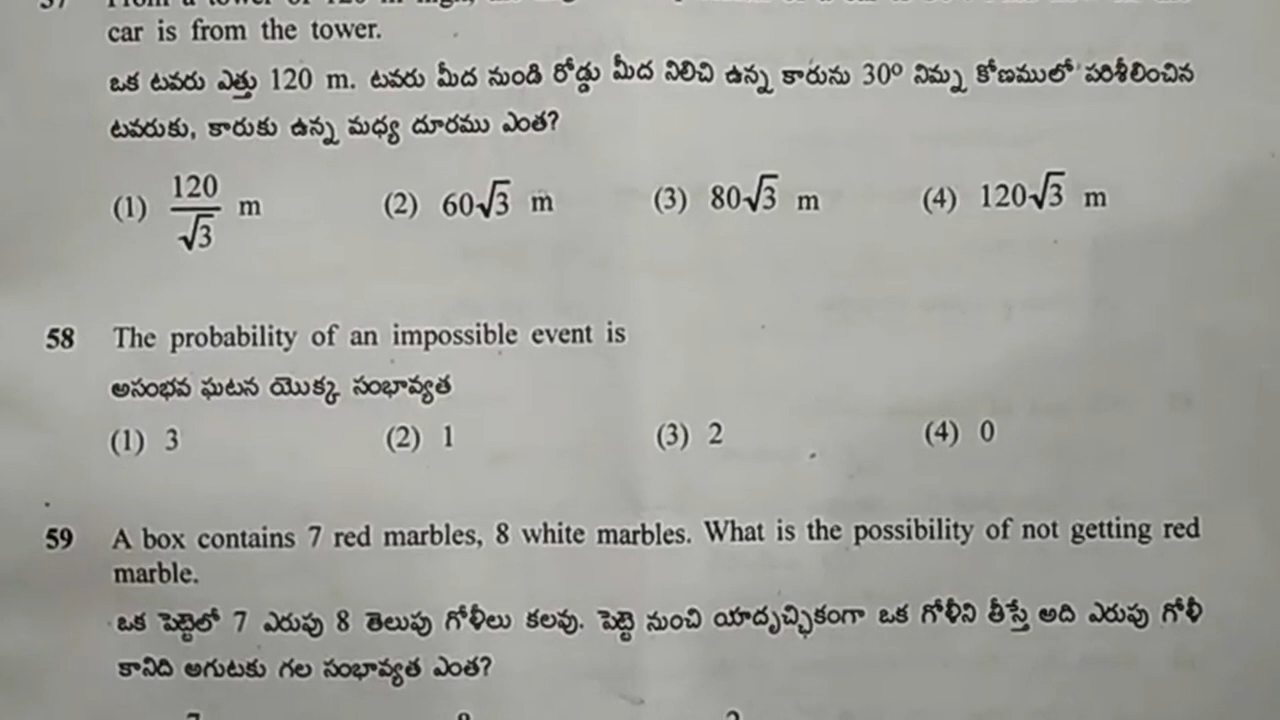 car is from the tower.
ఒక టవరు ఎత్తు 120 m. టవరు మీద నుండి రోడ్డు మీద నిలిచి ఉన్న కారును 30° నిమ్న కోణములో పరిశీలించిన
టవరుకు, కారుకు ఉన్న మధ్య దూరము ఎంత?
(1) 120/√3 m (2) 60√3 m (3) 80√3 m (4) 120√3 m
58 The probability of an impossible event is
అసంభవ ఘటన యొక్క సంభావ్యత
(1) 3 (2) 1 (3) 2 (4) 0
59 A box contains 7 red marbles, 8 white marbles. What is the possibility of not getting red
marble.
ఒక పెట్టెలో 7 ఎరుపు 8 తెలుపు గోళీలు కలవు. పెట్టె నుంచి యాదృచ్ఛికంగా ఒక గోళీని తీస్తే అది ఎరుపు గోళీ
కానిది అగుటకు గల సంభావ్యత ఎంత?